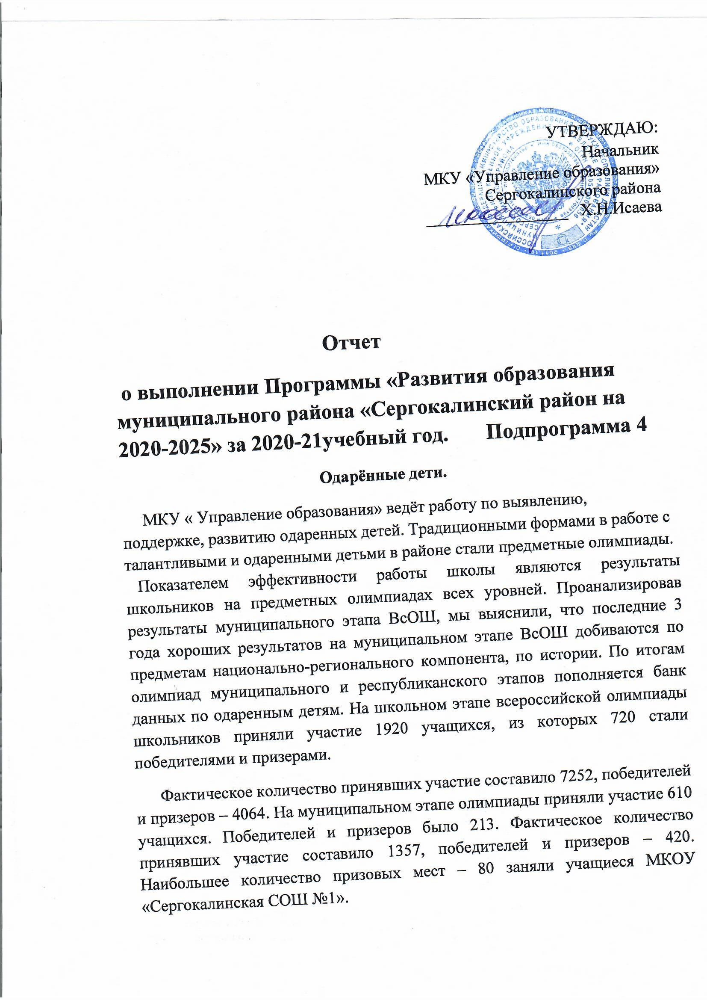 УТВЕРЖДАЮ:
Начальник
МКУ «Управление образования»
Сергокалинского района
Х.Н.Исаева
Отчет
о выполнении Программы «Развития образования
муниципального района «Сергокалинский район на
2020-2025» за 2020-21учебный год. Подпрограмма 4
Одарённые дети.
МКУ « Управление образования» ведёт работу по выявлению,
поддержке, развитию одаренных детей. Традиционными формами в работе с
талантливыми и одаренными детьми в районе стали предметные олимпиады.
Показателем эффективности работы школы являются результаты
школьников на предметных олимпиадах всех уровней. Проанализировав
результаты муниципального этапа ВсОШ, мы выяснили, что последние 3
года хороших результатов на муниципальном этапе ВсОШ добиваются по
предметам национально-регионального компонента, по истории. По итогам
олимпиад муниципального и республиканского этапов пополняется банк
данных по одаренным детям. На школьном этапе всероссийской олимпиады
школьников приняли участие 1920 учащихся, из которых 720 стали
победителями и призерами.
Фактическое количество принявших участие составило 7252, победителей
и призеров – 4064. На муниципальном этапе олимпиады приняли участие 610
учащихся. Победителей и призеров было 213. Фактическое количество
принявших участие составило 1357, победителей и призеров – 420.
Наибольшее количество призовых мест – 80 заняли учащиеся МКОУ
«Сергокалинская СОШ №1».